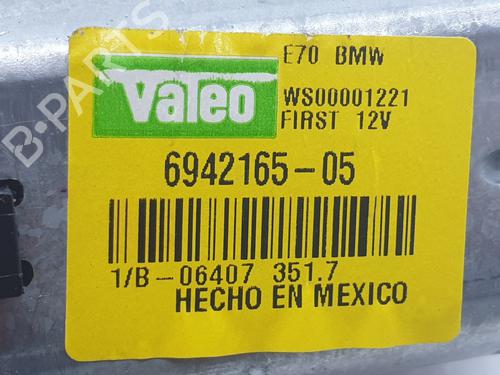 E70 BMW
Valeo
WS00001221
FIRST 12V
6942165-05
1/B-06407 351.7
HECHO EN MEXICO
B-PARTS